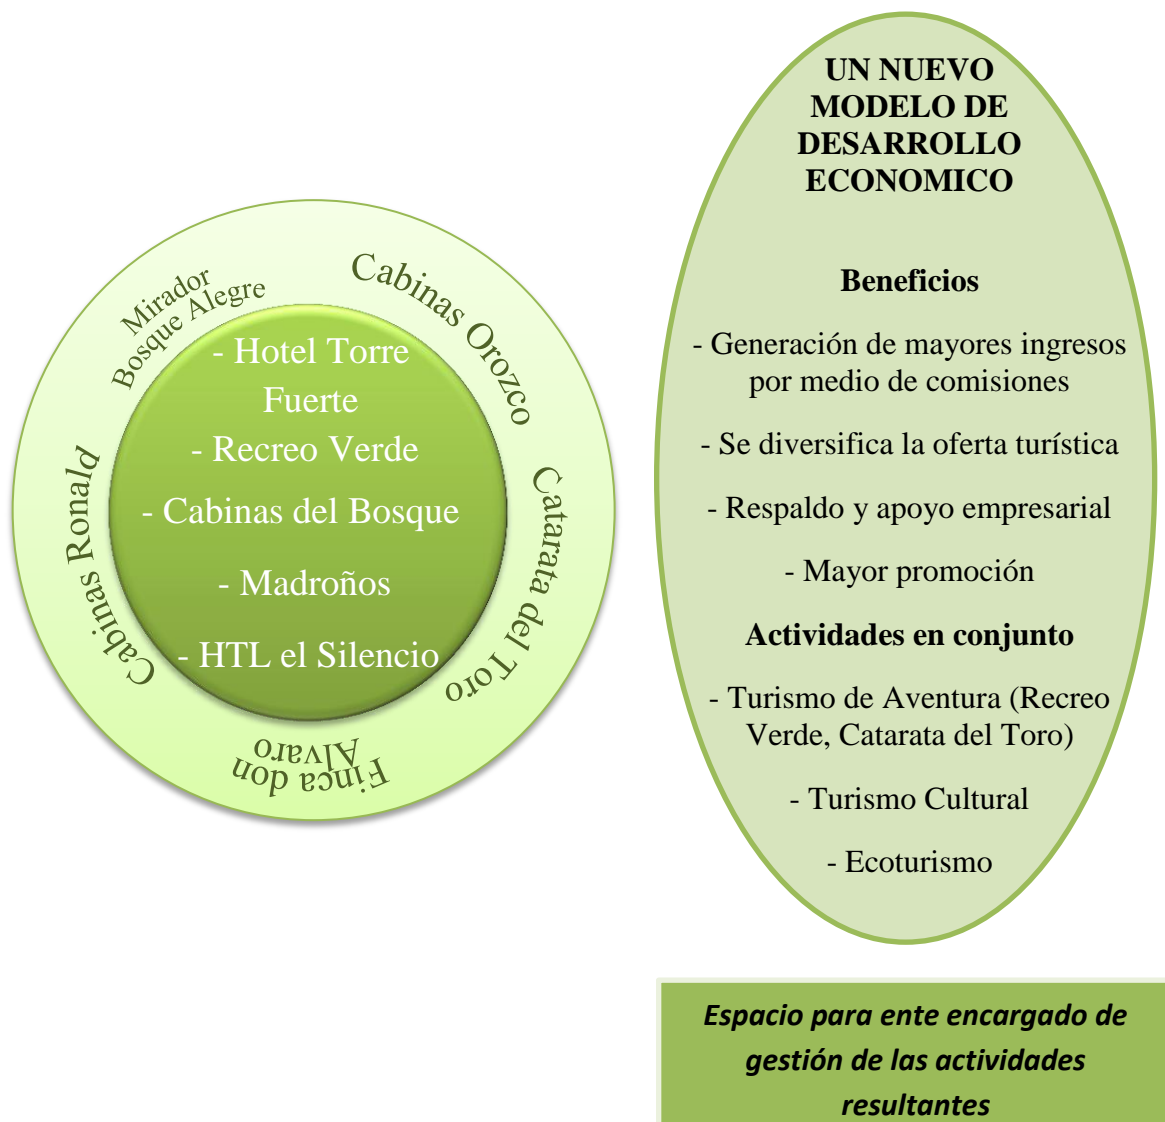 Mirador
Bosque Alegre
Cabinas Orozco
Catarata del
Toro
Finca don
Alvaro
Cabinas Ronald
- Hotel Torre
Fuerte
- Recreo Verde
- Cabinas del Bosque
- Madroños
- HTL el Silencio
UN NUEVO
MODELO DE
DESARROLLO
ECONOMICO
Beneficios
- Generación de mayores ingresos
por medio de comisiones
- Se diversifica la oferta turística
- Respaldo y apoyo empresarial
- Mayor promoción
Actividades en conjunto
- Turismo de Aventura (Recreo
Verde, Catarata del Toro)
- Turismo Cultural
- Ecoturismo
Espacio para ente encargado de
gestión de las actividades
resultantes